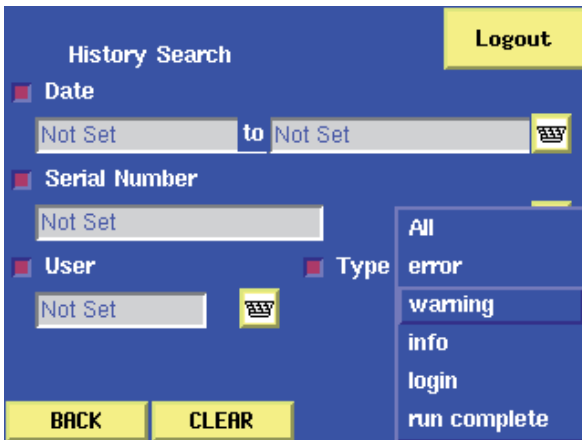 Logout
History Search
Date
Not Set to Not Set
Serial Number
Not Set
All
User
Type
error
Not Set
warning
info
login
BACK CLEAR
run complete